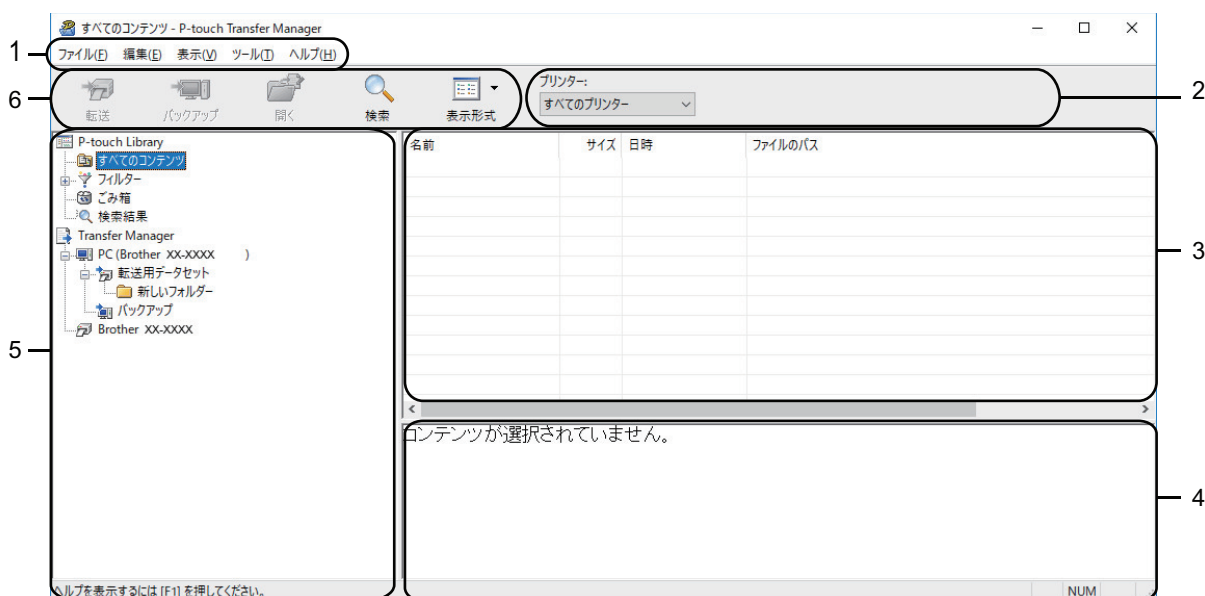 すべてのコンテンツ - P-touch Transfer Manager
1
ファイル(F) 編集(E) 表示(V) ツール(T) ヘルプ(H)
6
転送 バックアップ 開く 検索 表示形式
プリンター:
すべてのプリンター
2
P-touch Library
すべてのコンテンツ
フィルター
ごみ箱
検索結果
Transfer Manager
PC (Brother XX-XXXX )
転送用データセット
新しいフォルダー
バックアップ
Brother XX-XXXX
5
名前 サイズ 日時 ファイルのパス
3
コンテンツが選択されていません。
4
ヘルプを表示するには [F1] を押してください。
NUM